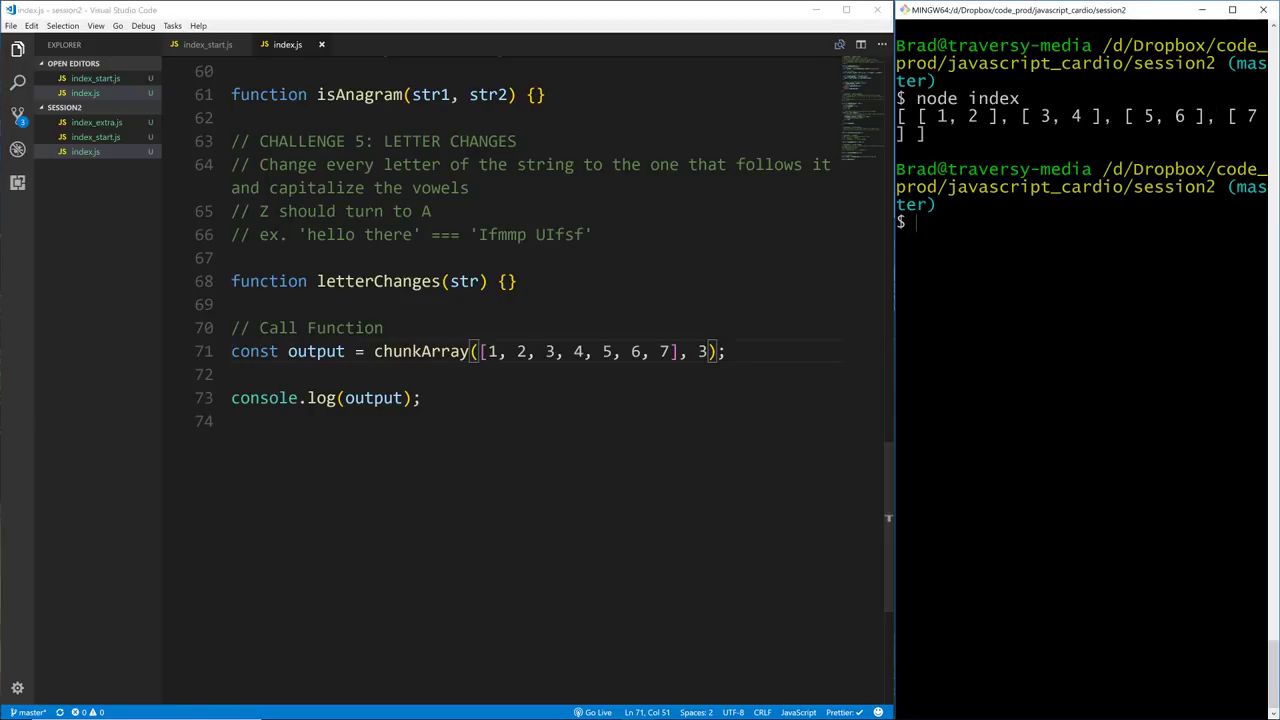 index.js - session2 - Visual Studio Code
File Edit Selection View Go Debug Tasks Help
EXPLORER
OPEN EDITORS
index_start.js U
index.js U
SESSION2
index_extra.js U
index_start.js U
index.js U
3
index_start.js index.js
60
61 function isAnagram(str1, str2) {}
62
63 CHALLENGE 5: LETTER CHANGES
64 Change every letter of the string to the one that follows it
and capitalize the vowels
65 // Z should turn to A
66 // ex. 'hello there' === 'Ifmmp UIfsf'
67
68 function letterChanges(str) {}
69
70 // Call Function
71 const output = chunkArray([1, 2, 3, 4, 5, 6, 7], 3);
72
73 console.log(output);
74
master* 0 0 Go Live Ln 71, Col 51 Spaces: 2 UTF-8 CRLF JavaScript Prettier: ✓
MINGW64:/d/Dropbox/code_prod/javascript_cardio/session2
Brad@traversy-media /d/Dropbox/code_
prod/javascript_cardio/session2 (mas
ter)
$ node index
[ [ 1, 2 ], [ 3, 4 ], [ 5, 6 ], [ 7
] ]
Brad@traversy-media /d/Dropbox/code_
prod/javascript_cardio/session2 (mas
ter)
$